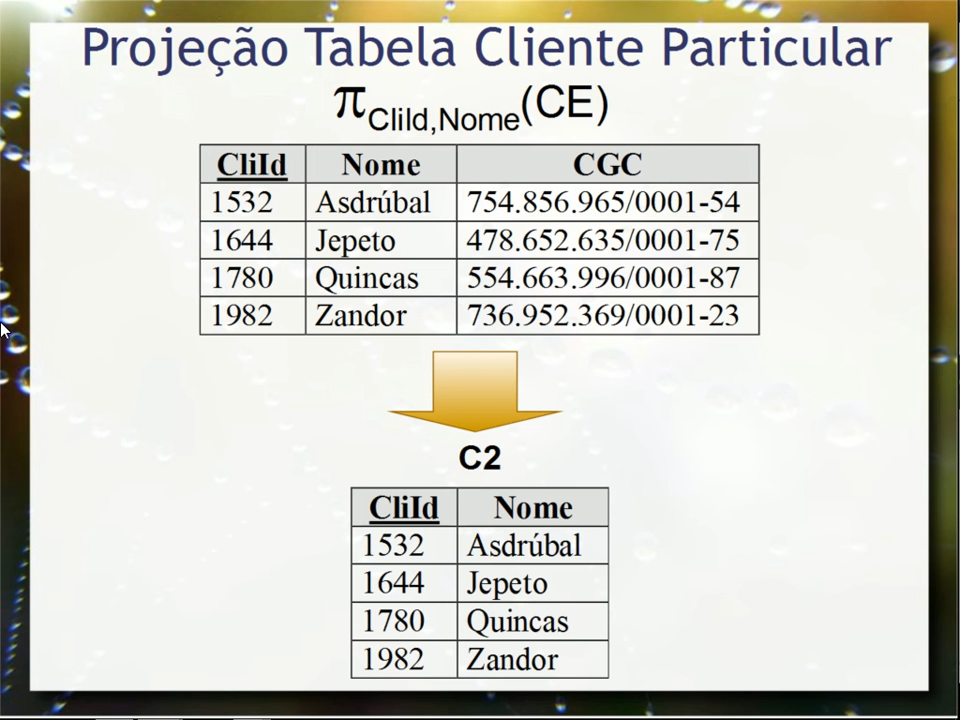 Projeção Tabela Cliente Particular
πCliId,Nome(CE)
CliId Nome CGC
1532 Asdrúbal 754.856.965/0001-54
1644 Jepeto 478.652.635/0001-75
1780 Quincas 554.663.996/0001-87
1982 Zandor 736.952.369/0001-23
C2
CliId Nome
1532 Asdrúbal
1644 Jepeto
1780 Quincas
1982 Zandor